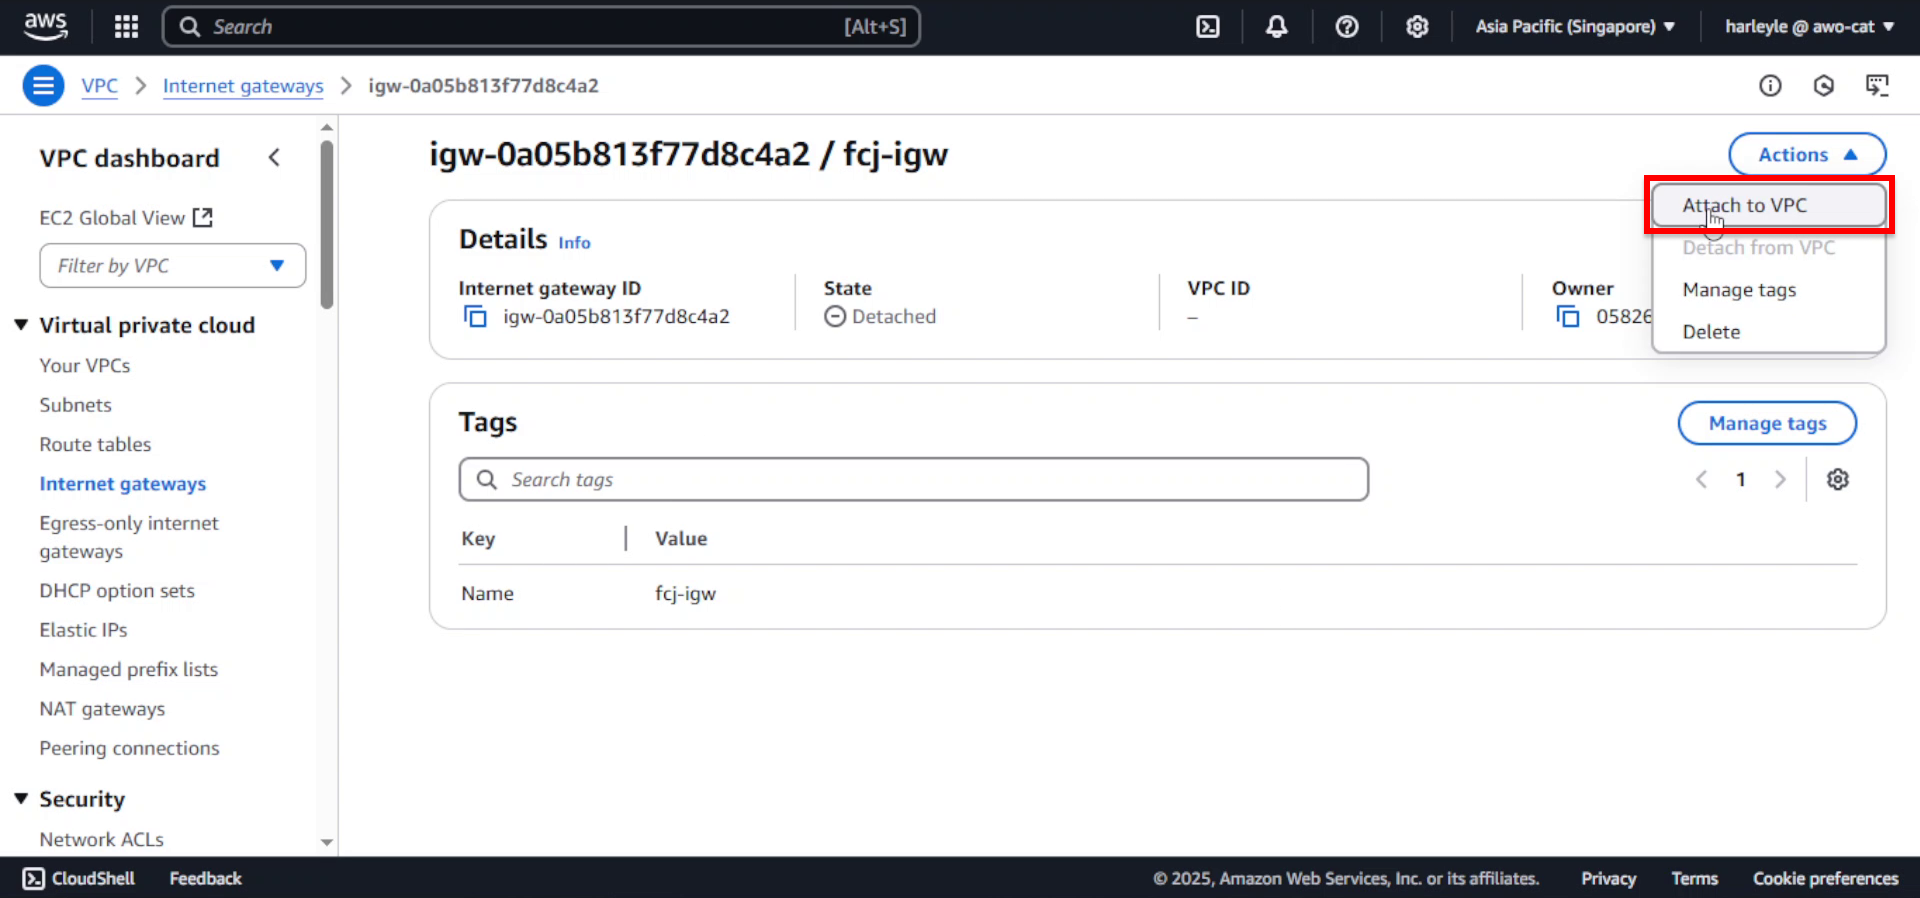 aws
Search [Alt+S]
Asia Pacific (Singapore)
harleyle @ awo-cat
VPC
Internet gateways
igw-0a05b813f77d8c4a2
VPC dashboard
EC2 Global View
Filter by VPC
Virtual private cloud
Your VPCs
Subnets
Route tables
Internet gateways
Egress-only internet
gateways
DHCP option sets
Elastic IPs
Managed prefix lists
NAT gateways
Peering connections
Security
Network ACLs
igw-0a05b813f77d8c4a2 / fcj-igw
Actions
Attach to VPC
Detach from VPC
Manage tags
Delete
Details Info
Internet gateway ID
igw-0a05b813f77d8c4a2
State
Detached
VPC ID
–
Owner
05826
Tags
Manage tags
Search tags
1
Key Value
Name fcj-igw
CloudShell
Feedback
© 2025, Amazon Web Services, Inc. or its affiliates.
Privacy
Terms
Cookie preferences